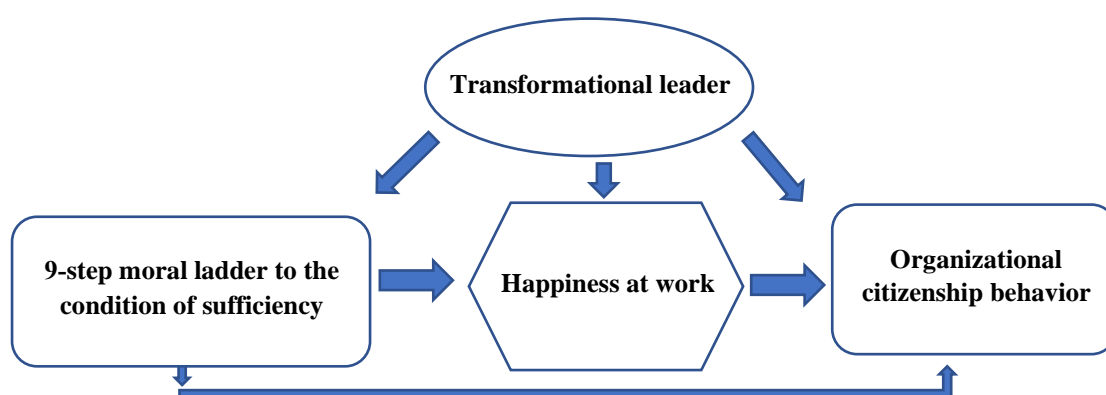 Transformational leader
9-step moral ladder to the
condition of sufficiency
Happiness at work
Organizational
citizenship behavior